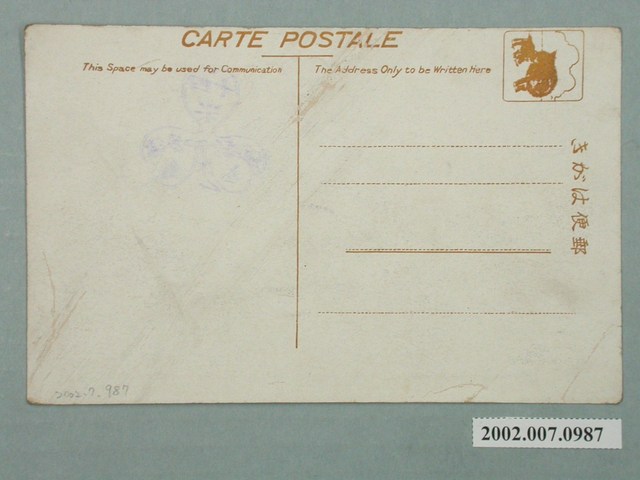 CARTE POSTALE
This Space may be used for Communication
The Address Only to be Written Here
きがは便郵
2002.7.987
2002.007.0987